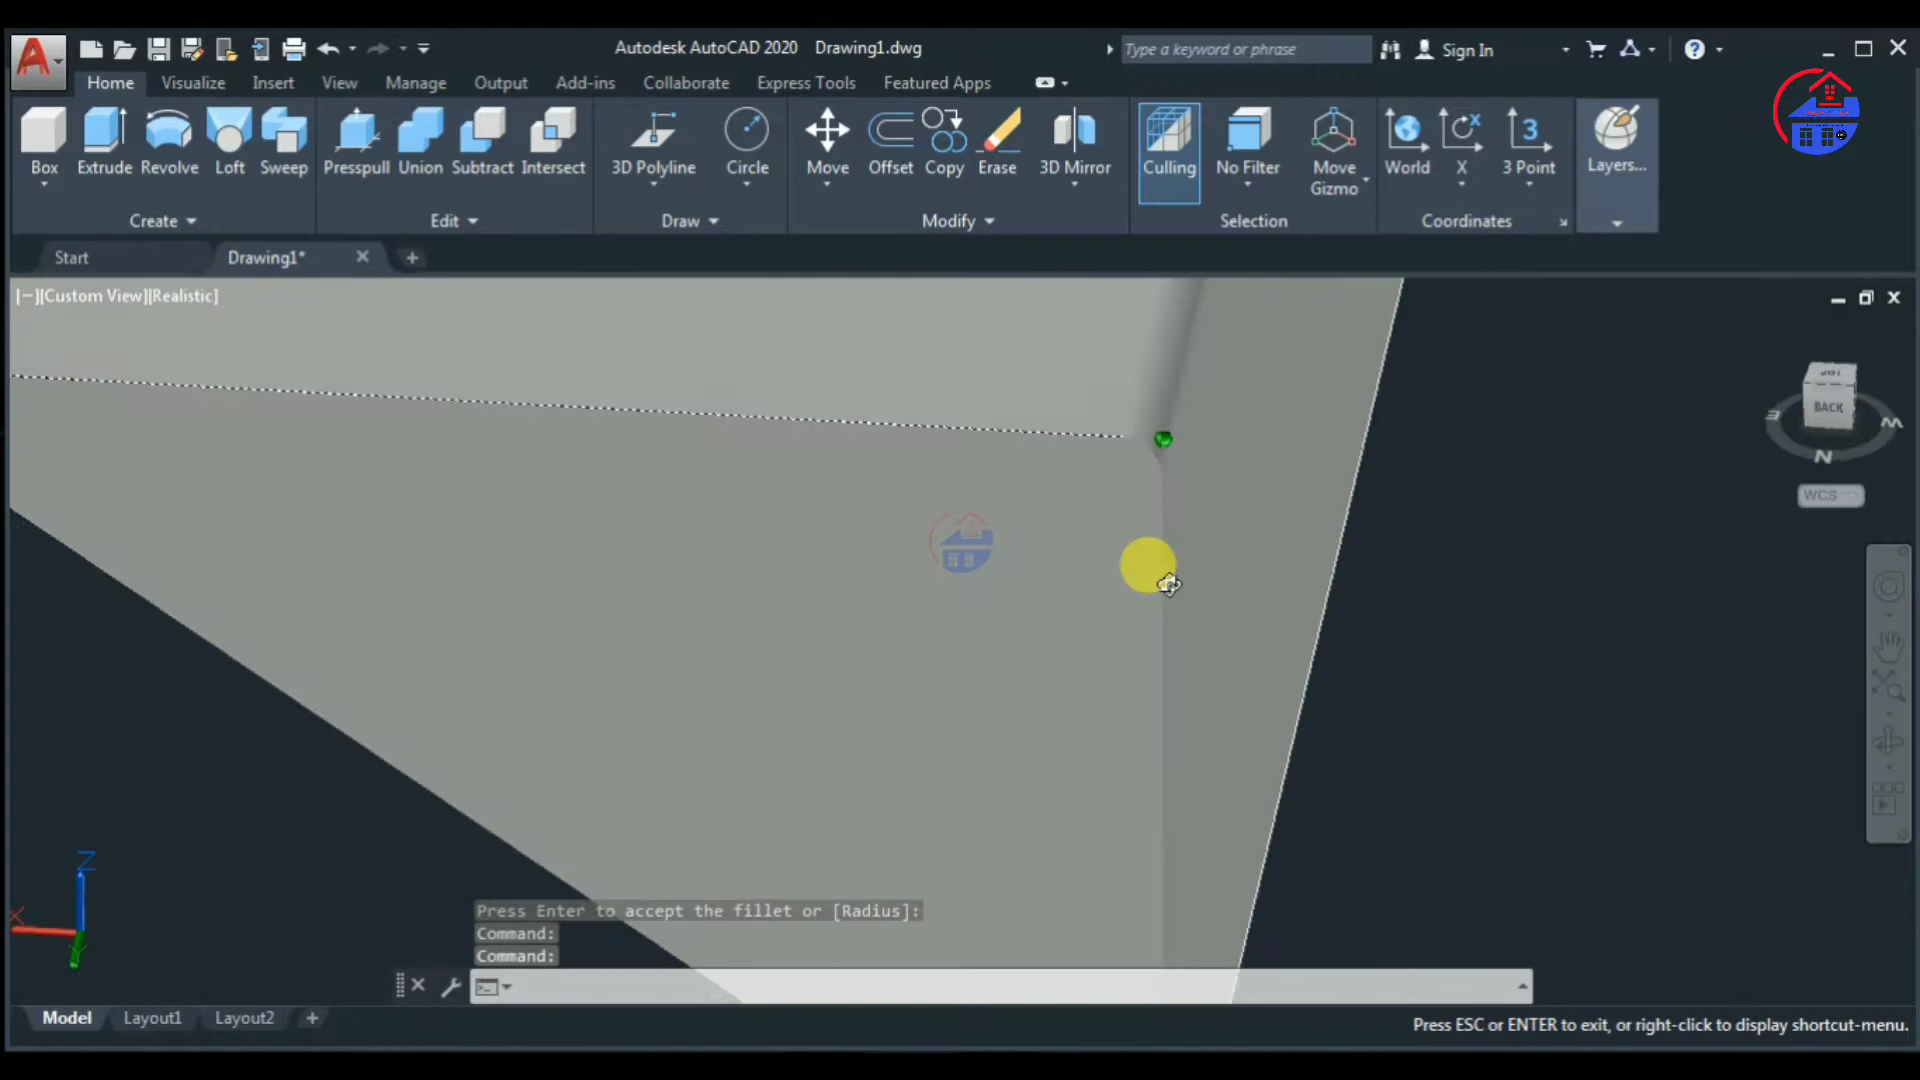 Autodesk AutoCAD 2020 Drawing1.dwg
Type a keyword or phrase
Sign In
Home Visualize Insert View Manage Output Add-ins Collaborate Express Tools Featured Apps
Box Extrude Revolve Loft Sweep Presspull Union Subtract Intersect 3D Polyline Circle Move Offset Copy Erase 3D Mirror Culling No Filter Move Gizmo World X 3 Point Layers...
Create Edit Draw Modify Selection Coordinates
Start Drawing1*
[−][Custom View][Realistic]
TOP
BACK
E W
N
WCS
Z
X
Y
Press Enter to accept the fillet or [Radius]:
Command:
Command:
Model Layout1 Layout2
Press ESC or ENTER to exit, or right-click to display shortcut-menu.